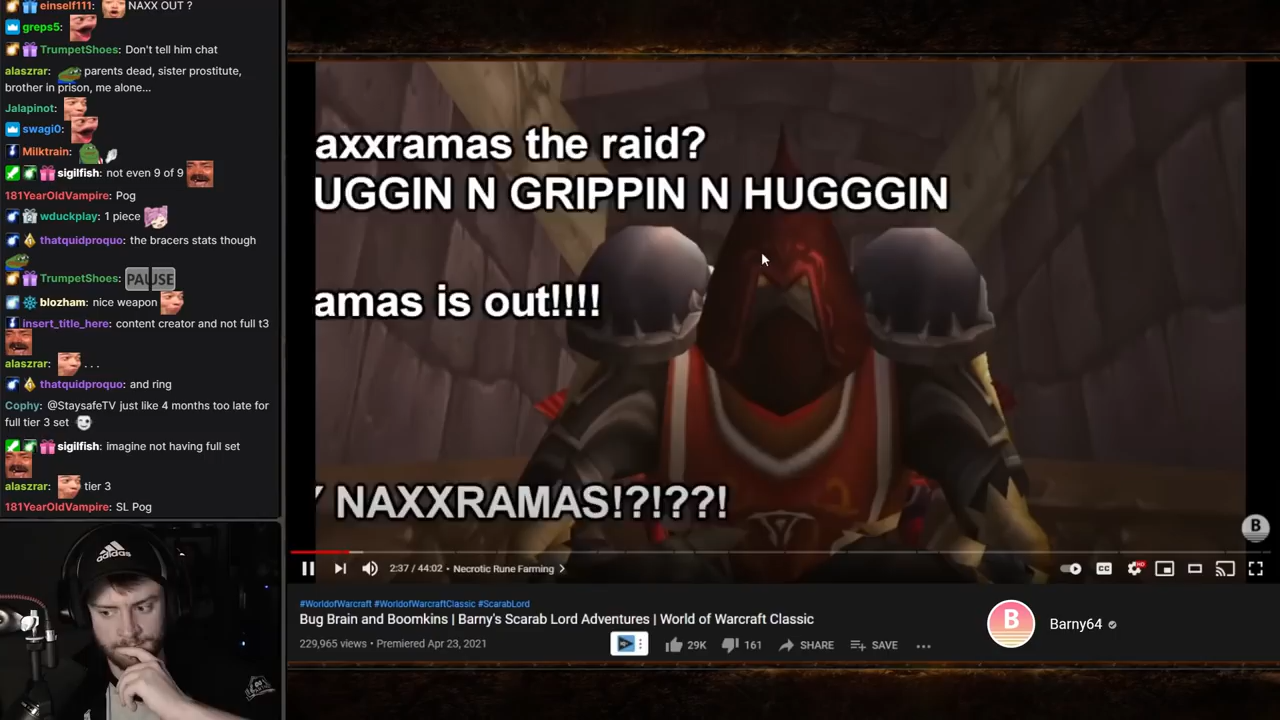 einself111: NAXX OUT ?
greps5:
TrumpetShoes: Don't tell him chat
alaszrar: parents dead, sister prostitute,
brother in prison, me alone...
Jalapinot:
swagi0:
Milktrain:
sigilfish: not even 9 of 9
181YearOldVampire: Pog
wduckplay: 1 piece
thatquidproquo: the bracers stats though
TrumpetShoes: PAUSE
blozham: nice weapon
insert_title_here: content creator and not full t3
alaszrar: . . .
thatquidproquo: and ring
Cophy: @StaysafeTV just like 4 months too late for
full tier 3 set
sigilfish: imagine not having full set
alaszrar: tier 3
181YearOldVampire: SL Pog
adidas
axxramas the raid?
UGGIN N GRIPPIN N HUGGGIN
amas is out!!!!
Y NAXXRAMAS!?!??!
B
2:37 / 44:02 • Necrotic Rune Farming
CC
HD
#WorldofWarcraft #WorldofWarcraftClassic #ScarabLord
Bug Brain and Boomkins | Barny's Scarab Lord Adventures | World of Warcraft Classic
229,965 views • Premiered Apr 23, 2021
29K
161
SHARE
SAVE
B
Barny64